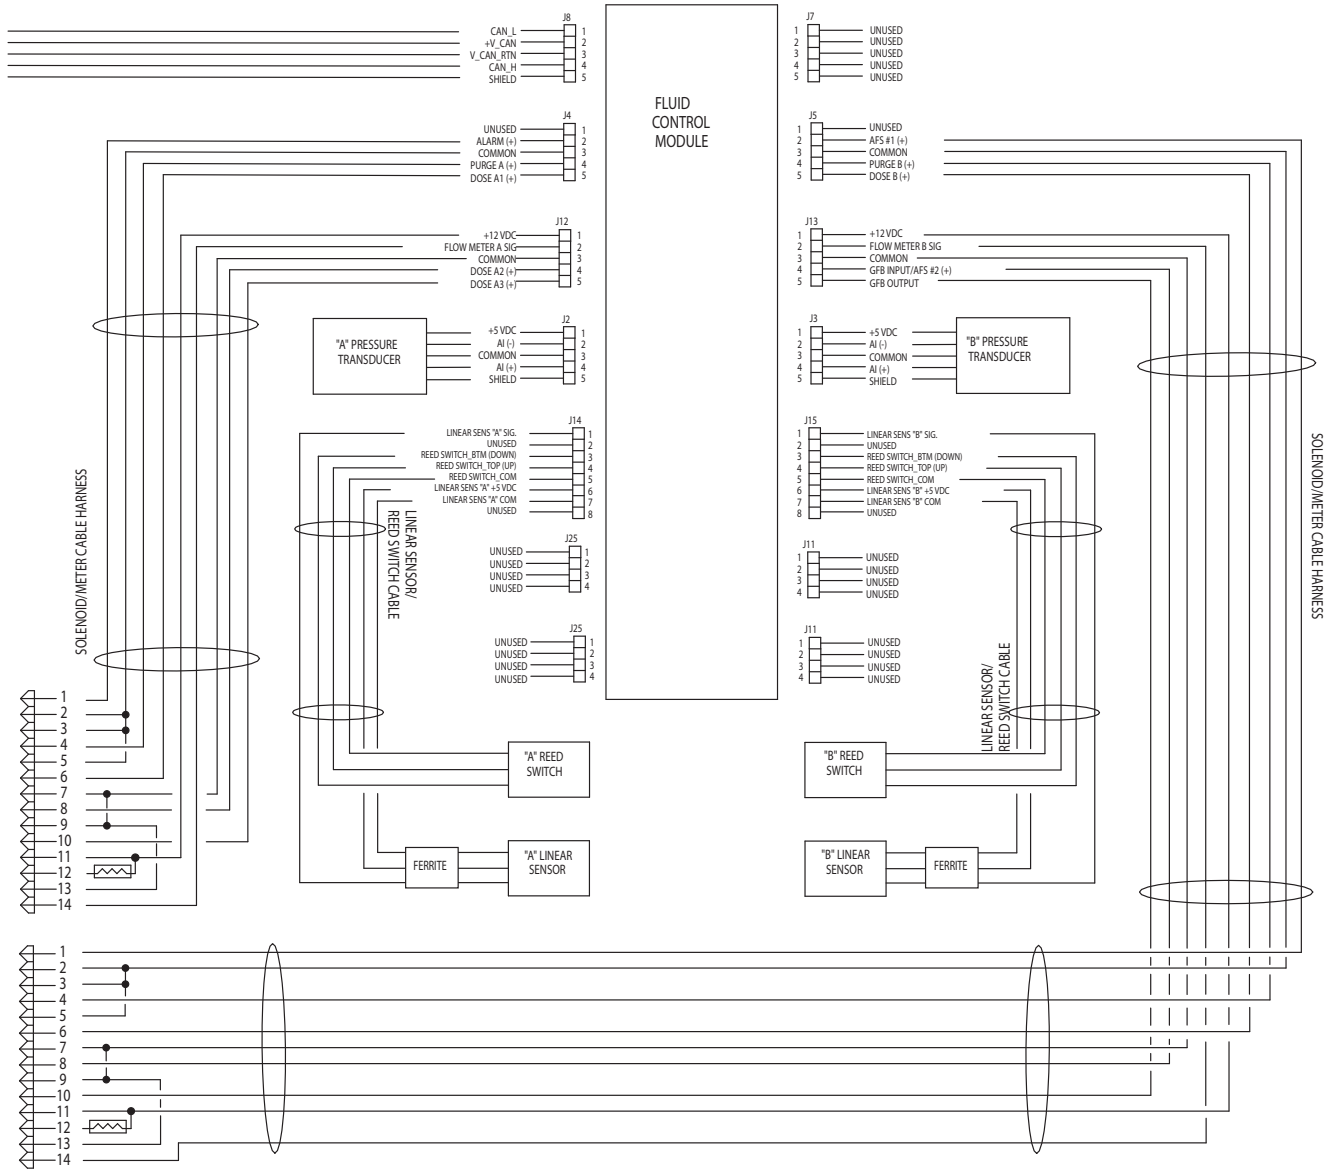 J8
CAN_L 1
+V_CAN 2
V_CAN_RTN 3
CAN_H 4
SHIELD 5
J4
UNUSED 1
ALARM (+) 2
COMMON 3
PURGE A (+) 4
DOSE A1 (+) 5
J12
+12 VDC 1
FLOW METER A SIG 2
COMMON 3
DOSE A2 (+) 4
DOSE A3 (+) 5
J2
+5 VDC 1
AI (-) 2
COMMON 3
AI (+) 4
SHIELD 5
"A" PRESSURE
TRANSDUCER
J14
LINEAR SENS "A" SIG. 1
UNUSED 2
REED SWITCH_BTM (DOWN) 3
REED SWITCH_TOP (UP) 4
REED SWITCH_COM 5
LINEAR SENS "A" +5 VDC 6
LINEAR SENS "A" COM 7
UNUSED 8
J25
UNUSED 1
UNUSED 2
UNUSED 3
UNUSED 4
J25
UNUSED 1
UNUSED 2
UNUSED 3
UNUSED 4
SOLENOID/METER CABLE HARNESS
LINEAR SENSOR/
REED SWITCH CABLE
"A" REED
SWITCH
FERRITE
"A" LINEAR
SENSOR
FLUID
CONTROL
MODULE
J7
1 UNUSED
2 UNUSED
3 UNUSED
4 UNUSED
5 UNUSED
J5
1 UNUSED
2 AFS #1 (+)
3 COMMON
4 PURGE B (+)
5 DOSE B (+)
J13
1 +12 VDC
2 FLOW METER B SIG
3 COMMON
4 GFB INPUT/AFS #2 (+)
5 GFB OUTPUT
J3
1 +5 VDC
2 AI (-)
3 COMMON
4 AI (+)
5 SHIELD
"B" PRESSURE
TRANSDUCER
J15
1 LINEAR SENS "B" SIG.
2 UNUSED
3 REED SWITCH_BTM (DOWN)
4 REED SWITCH_TOP (UP)
5 REED SWITCH_COM
6 LINEAR SENS "B" +5 VDC
7 LINEAR SENS "B" COM
8 UNUSED
J11
1 UNUSED
2 UNUSED
3 UNUSED
4 UNUSED
J11
1 UNUSED
2 UNUSED
3 UNUSED
4 UNUSED
LINEAR SENSOR/
REED SWITCH CABLE
SOLENOID/METER CABLE HARNESS
"B" REED
SWITCH
"B" LINEAR
SENSOR
FERRITE
1
2
3
4
5
6
7
8
9
10
11
12
13
14
1
2
3
4
5
6
7
8
9
10
11
12
13
14